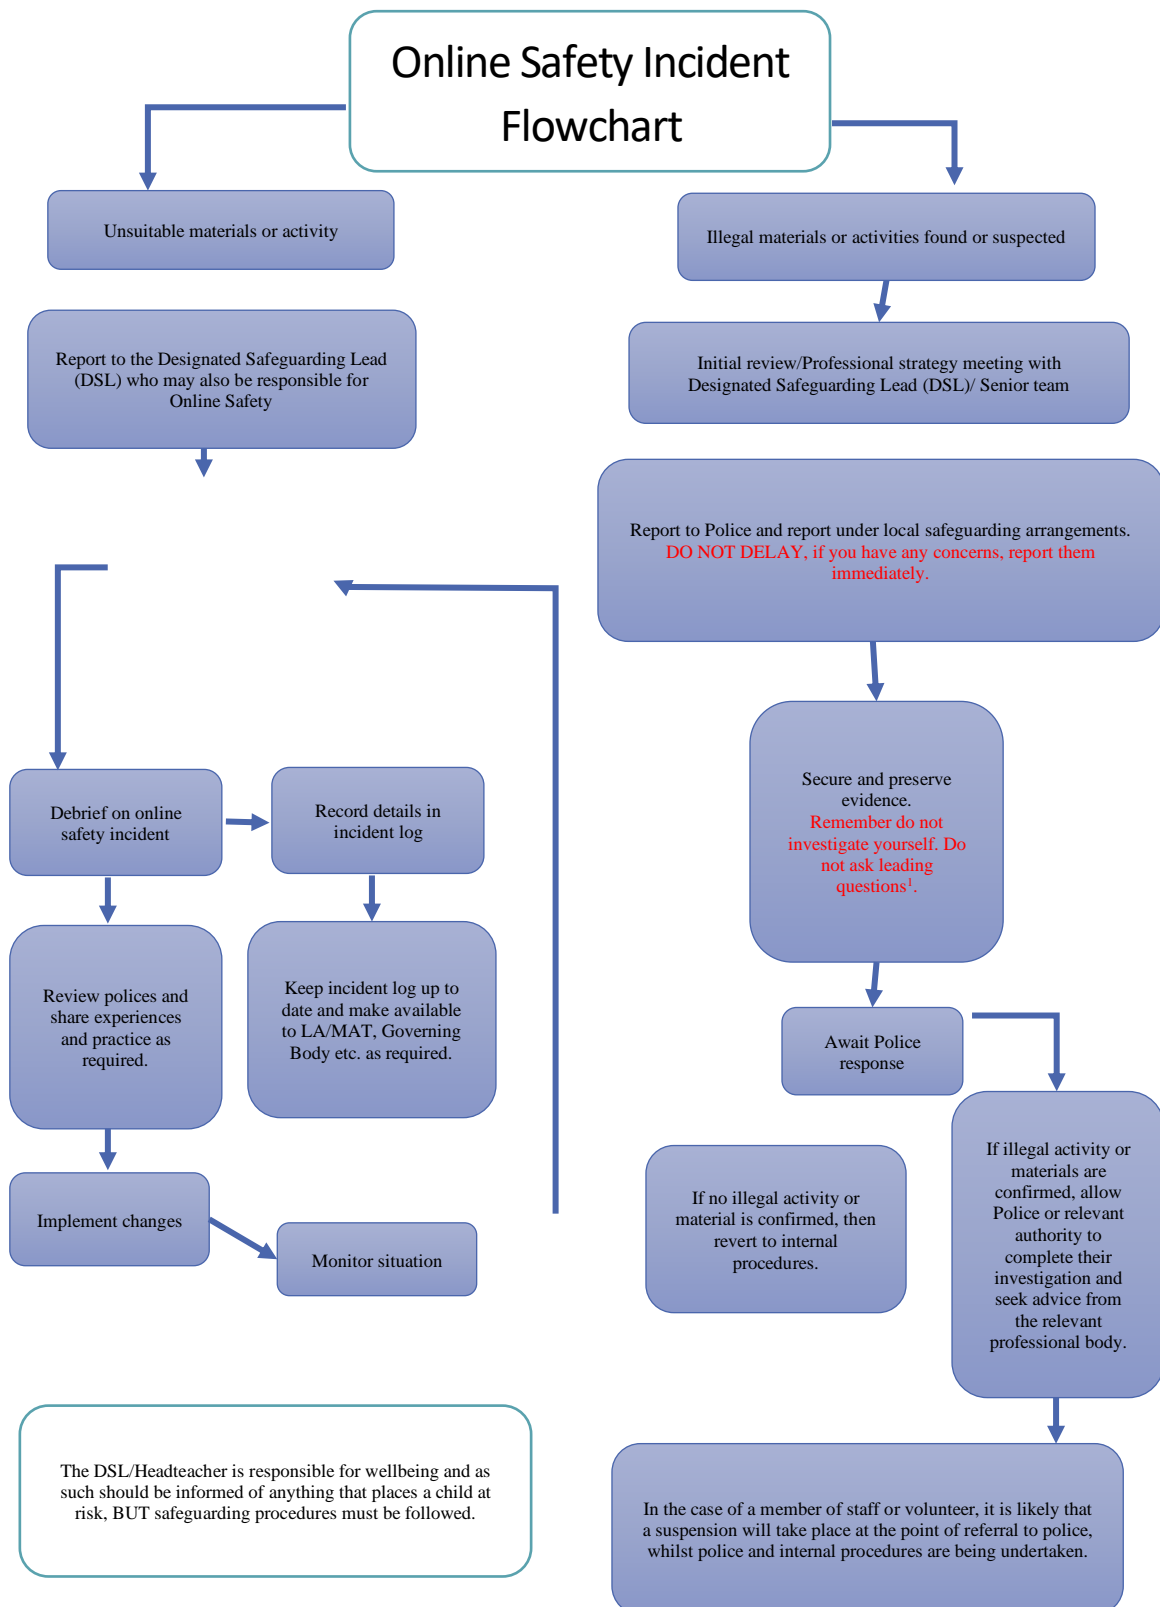 Online Safety Incident
Flowchart
Unsuitable materials or activity
Report to the Designated Safeguarding Lead
(DSL) who may also be responsible for
Online Safety
Debrief on online
safety incident
Record details in
incident log
Review polices and
share experiences
and practice as
required.
Keep incident log up to
date and make available
to LA/MAT, Governing
Body etc. as required.
Implement changes
Monitor situation
Illegal materials or activities found or suspected
Initial review/Professional strategy meeting with
Designated Safeguarding Lead (DSL)/ Senior team
Report to Police and report under local safeguarding arrangements.
DO NOT DELAY, if you have any concerns, report them
immediately.
Secure and preserve
evidence.
Remember do not
investigate yourself. Do
not ask leading
questions¹.
Await Police
response
If no illegal activity or
material is confirmed, then
revert to internal
procedures.
If illegal activity or
materials are
confirmed, allow
Police or relevant
authority to
complete their
investigation and
seek advice from
the relevant
professional body.
In the case of a member of staff or volunteer, it is likely that
a suspension will take place at the point of referral to police,
whilst police and internal procedures are being undertaken.
The DSL/Headteacher is responsible for wellbeing and as
such should be informed of anything that places a child at
risk, BUT safeguarding procedures must be followed.